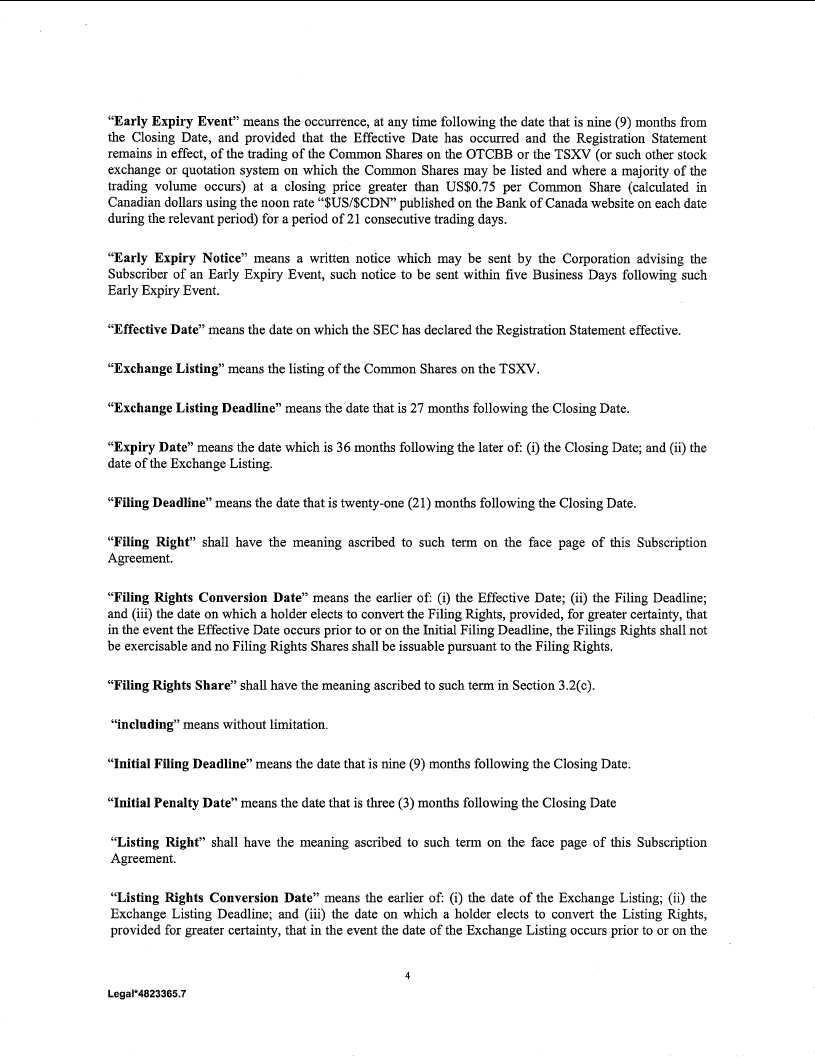 “Early Expiry Event” means the occurrence, at any time following the date that is nine (9) months from
the Closing Date, and provided that the Effective Date has occurred and the Registration Statement
remains in effect, of the trading of the Common Shares on the OTCBB or the TSXV (or such other stock
exchange or quotation system on which the Common Shares may be listed and where a majority of the
trading volume occurs) at a closing price greater than US$0.75 per Common Share (calculated in
Canadian dollars using the noon rate “$US/$CDN” published on the Bank of Canada website on each date
during the relevant period) for a period of 21 consecutive trading days.
“Early Expiry Notice” means a written notice which may be sent by the Corporation advising the
Subscriber of an Early Expiry Event, such notice to be sent within five Business Days following such
Early Expiry Event.
“Effective Date” means the date on which the SEC has declared the Registration Statement effective.
“Exchange Listing” means the listing of the Common Shares on the TSXV.
“Exchange Listing Deadline” means the date that is 27 months following the Closing Date.
“Expiry Date” means the date which is 36 months following the later of: (i) the Closing Date; and (ii) the
date of the Exchange Listing.
“Filing Deadline” means the date that is twenty-one (21) months following the Closing Date.
“Filing Right” shall have the meaning ascribed to such term on the face page of this Subscription
Agreement.
“Filing Rights Conversion Date” means the earlier of: (i) the Effective Date; (ii) the Filing Deadline;
and (iii) the date on which a holder elects to convert the Filing Rights, provided, for greater certainty, that
in the event the Effective Date occurs prior to or on the Initial Filing Deadline, the Filings Rights shall not
be exercisable and no Filing Rights Shares shall be issuable pursuant to the Filing Rights.
“Filing Rights Share” shall have the meaning ascribed to such term in Section 3.2(c).
“including” means without limitation.
“Initial Filing Deadline” means the date that is nine (9) months following the Closing Date.
“Initial Penalty Date” means the date that is three (3) months following the Closing Date
“Listing Right” shall have the meaning ascribed to such term on the face page of this Subscription
Agreement.
“Listing Rights Conversion Date” means the earlier of: (i) the date of the Exchange Listing; (ii) the
Exchange Listing Deadline; and (iii) the date on which a holder elects to convert the Listing Rights,
provided for greater certainty, that in the event the date of the Exchange Listing occurs prior to or on the
4
Legal*4823365.7